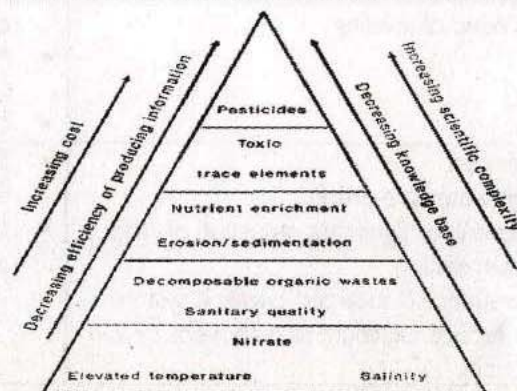 Increasing cost
Decreasing efficiency of producing information
Pesticides
Toxic
trace elements
Nutrient enrichment
Erosion/sedimentation
Decomposable organic wastes
Sanitary quality
Nitrate
Elevated temperature Salinity
Decreasing knowledge base
Increasing scientific complexity